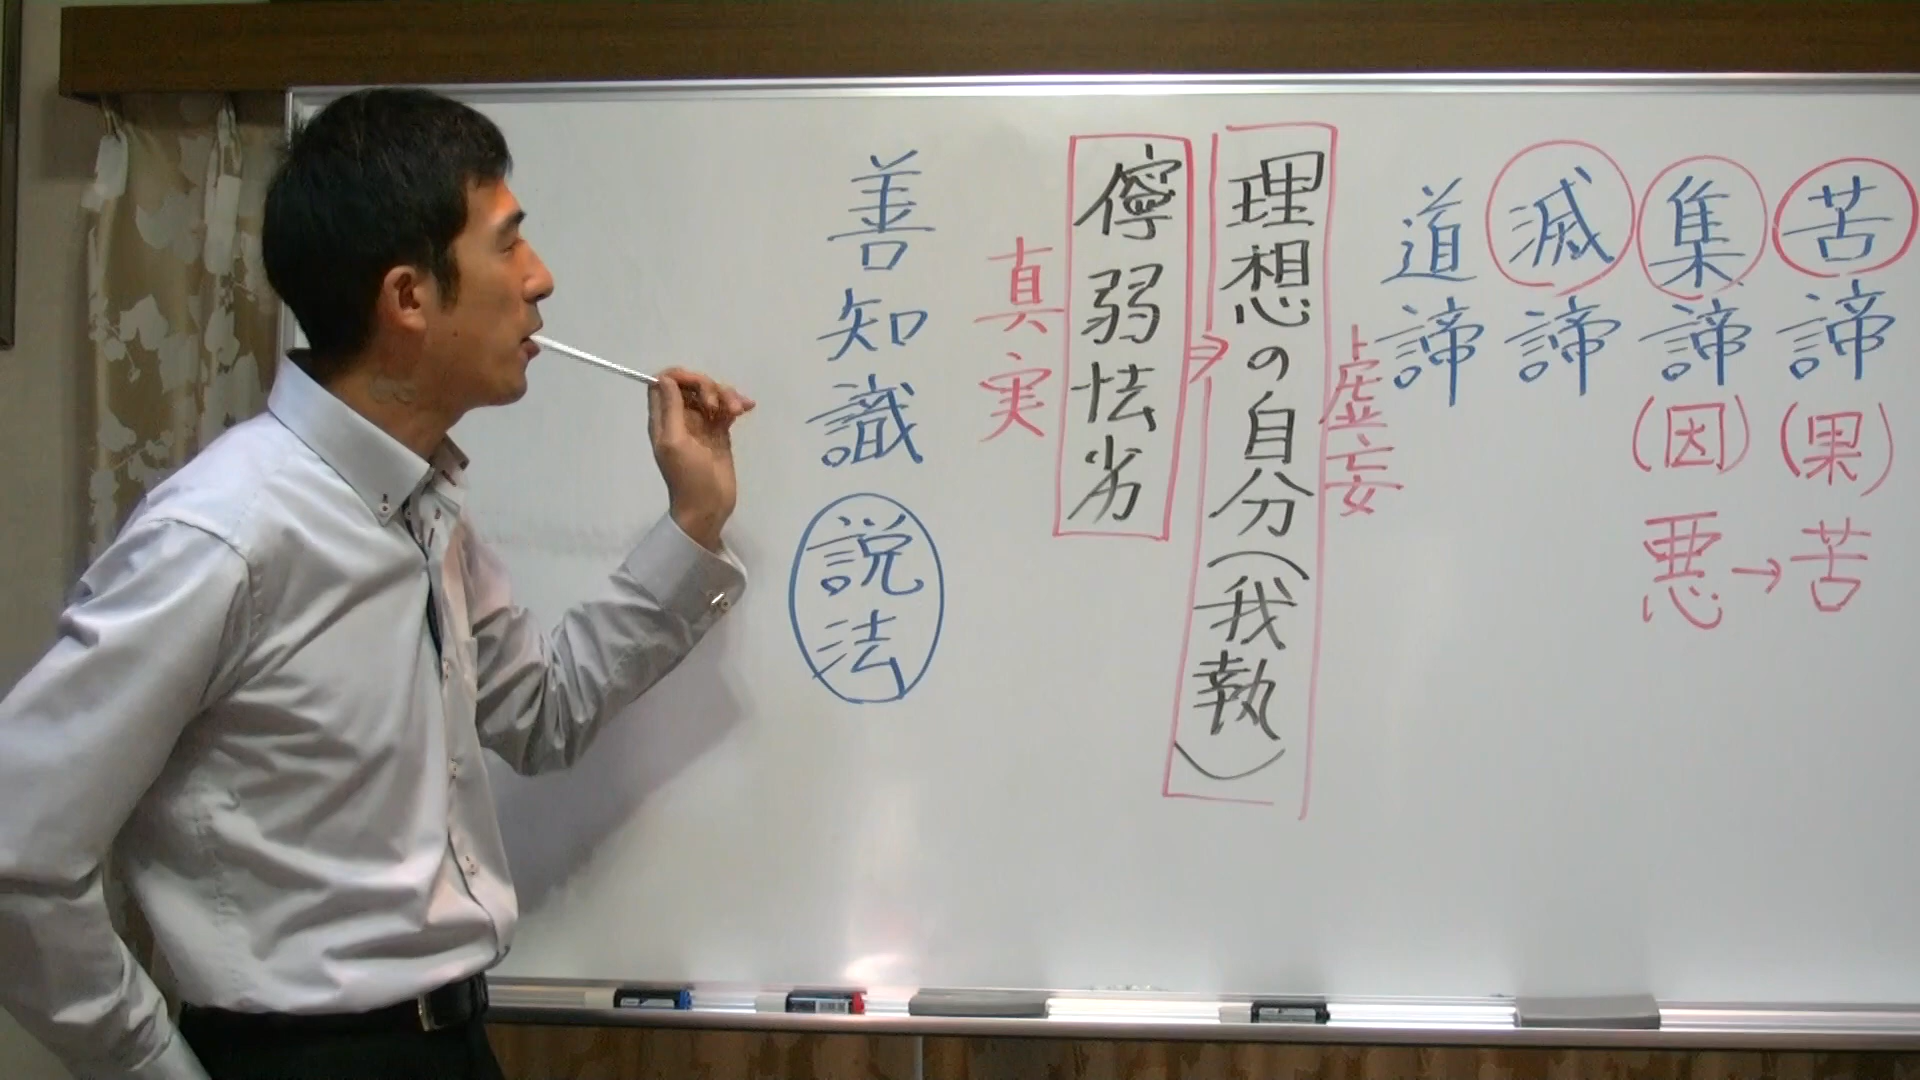 苦諦(果)
苦
集諦(因)
悪→
滅諦
道諦
虚妄
理想の自分(我執)
→
儜弱怯劣
真実
善知識 説法